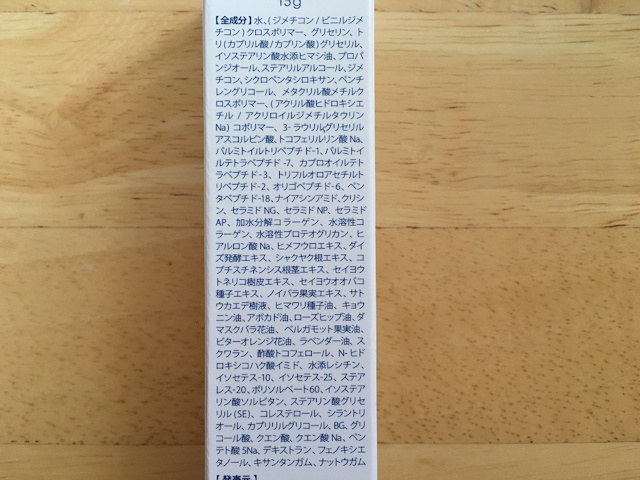 15g
【全成分】水、(ジメチコン/ビニルジメ
チコン)クロスポリマー、グリセリン、ト
リ(カプリル酸/カプリン酸)グリセリル、
イソステアリン酸水添ヒマシ油、プロパ
ンジオール、ステアリルアルコール、ジメ
チコン、シクロペンタシロキサン、ペンチ
レングリコール、メタクリル酸メチルク
ロスポリマー、(アクリル酸ヒドロキシエ
チル/アクリロイルジメチルタウリン
Na)コポリマー、3-ラウリルグリセリル
アスコルビン酸、トコフェルリン酸Na、
パルミトイルトリペプチド-1、パルミトイ
ルテトラペプチド-7、カプロオイルテト
ラペプチド-3、トリフルオロアセチルト
リペプチド-2、オリゴペプチド-6、ペン
タペプチド-18、ナイアシンアミド、クリシ
ン、セラミドNG、セラミドNP、セラミド
AP、加水分解コラーゲン、水溶性コ
ラーゲン、水溶性プロテオグリカン、ヒ
アルロン酸Na、ヒメフウロエキス、ダイ
ズ発酵エキス、シャクヤク根エキス、コ
プチスチネンシス根茎エキス、セイヨウ
トネリコ樹皮エキス、セイヨウオオバコ
種子エキス、ノイバラ果実エキス、サト
ウカエデ樹液、ヒマワリ種子油、キョウ
ニン油、アボカド油、ローズヒップ油、ダ
マスクバラ花油、ベルガモット果実油、
ビターオレンジ花油、ラベンダー油、ス
クワラン、酢酸トコフェロール、N-ヒド
ロキシコハク酸イミド、水添レシチン、
イソセテス-10、イソセテス-25、ステア
レス-20、ポリソルベート60、イソステア
リン酸ソルビタン、ステアリン酸グリセ
リル(SE)、コレステロール、シラントリ
オール、カプリリルグリコール、BG、グリ
コール酸、クエン酸、クエン酸Na、ペン
テト酸5Na、デキストラン、フェノキシエ
タノール、キサンタンガム、ナットウガム
【発売元】